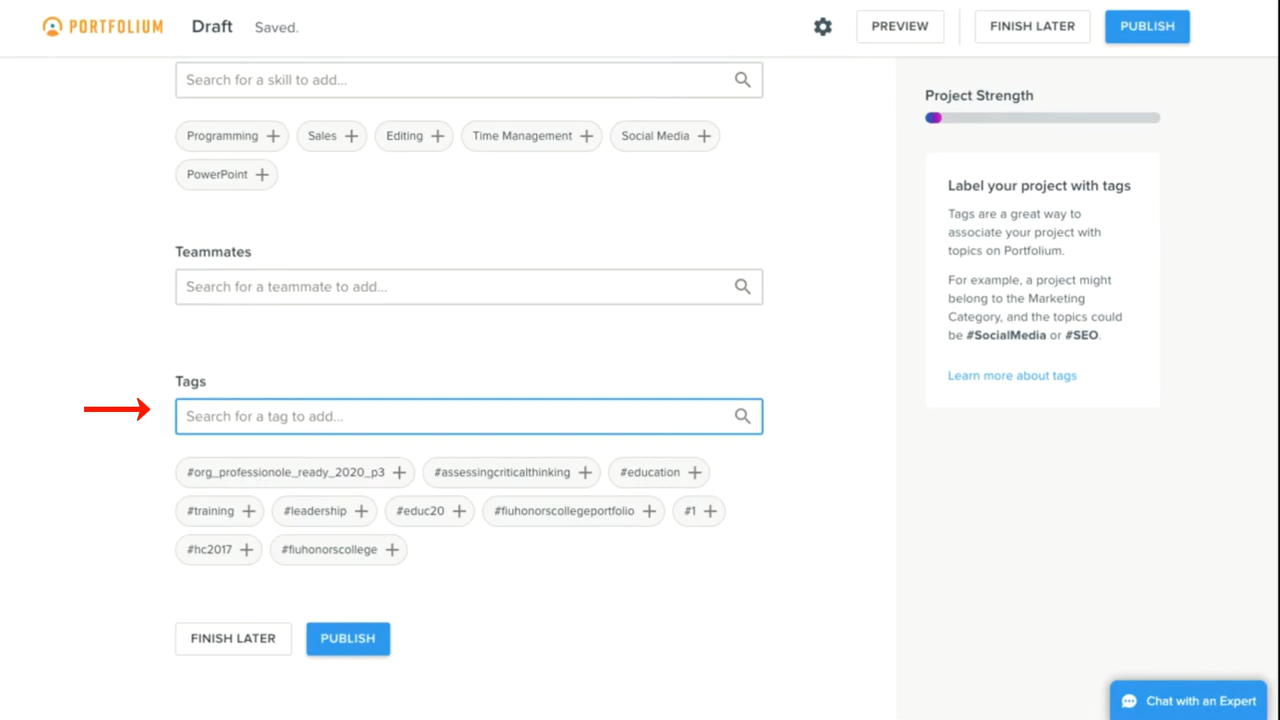 PORTFOLIUM Draft Saved. PREVIEW FINISH LATER PUBLISH
Search for a skill to add...
Programming Sales Editing Time Management Social Media
PowerPoint
Teammates
Search for a teammate to add...
Tags
Search for a tag to add...
#org_professionole_ready_2020_p3 #assessingcriticalthinking #education
#training #leadership #educ20 #fiuhonorscollegeportfolio #1
#hc2017 #fiuhonorscollege
FINISH LATER PUBLISH
Project Strength
Label your project with tags
Tags are a great way to
associate your project with
topics on Portfolium.
For example, a project might
belong to the Marketing
Category, and the topics could
be #SocialMedia or #SEO.
Learn more about tags
Chat with an Expert